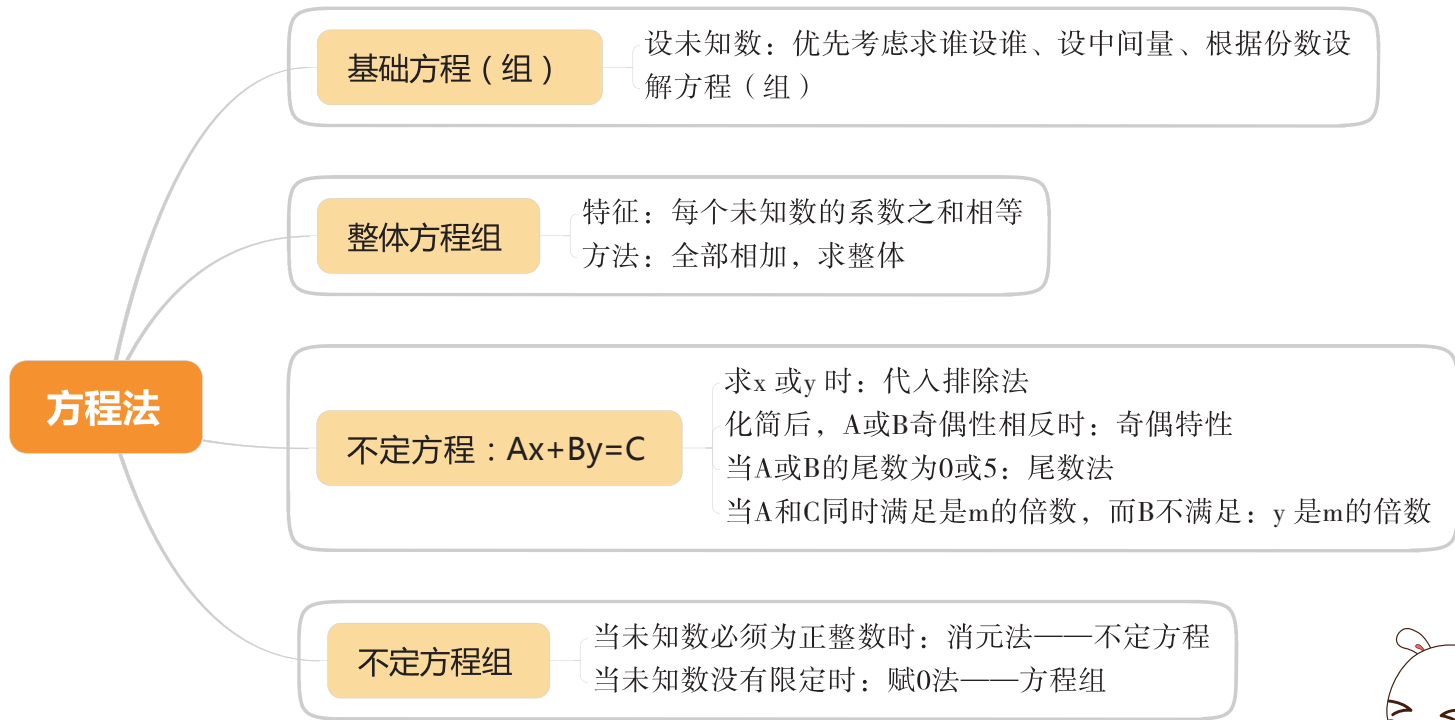 基础方程（组）
设未知数：优先考虑求谁设谁、设中间量、根据份数设
解方程（组）
整体方程组
特征：每个未知数的系数之和相等
方法：全部相加，求整体
方程法
不定方程：Ax+By=C
求x 或y 时：代入排除法
化简后，A或B奇偶性相反时：奇偶特性
当A或B的尾数为0或5：尾数法
当A和C同时满足是m的倍数，而B不满足：y 是m的倍数
不定方程组
当未知数必须为正整数时：消元法——不定方程
当未知数没有限定时：赋0法——方程组